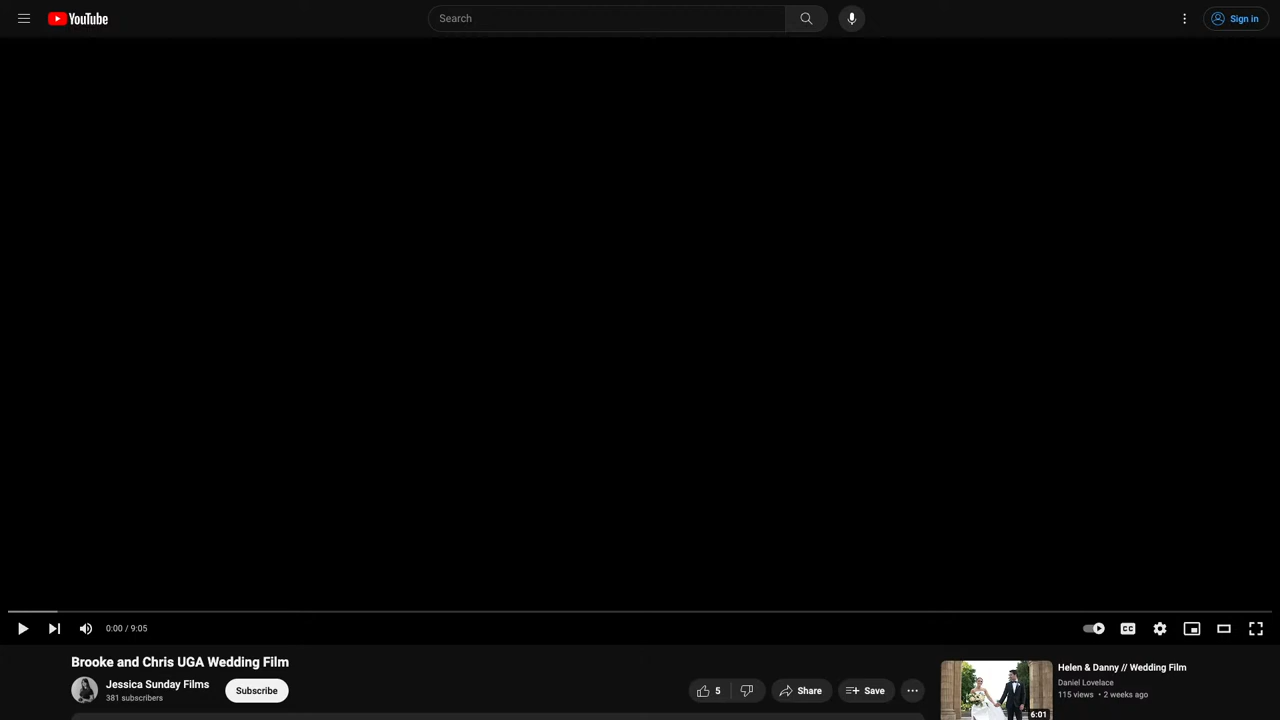 YouTube
Search
Sign in
0:00 / 9:05
CC
Brooke and Chris UGA Wedding Film
Jessica Sunday Films
381 subscribers
Subscribe
5
Share
Save
6:01
Helen & Danny // Wedding Film
Daniel Lovelace
115 views • 2 weeks ago